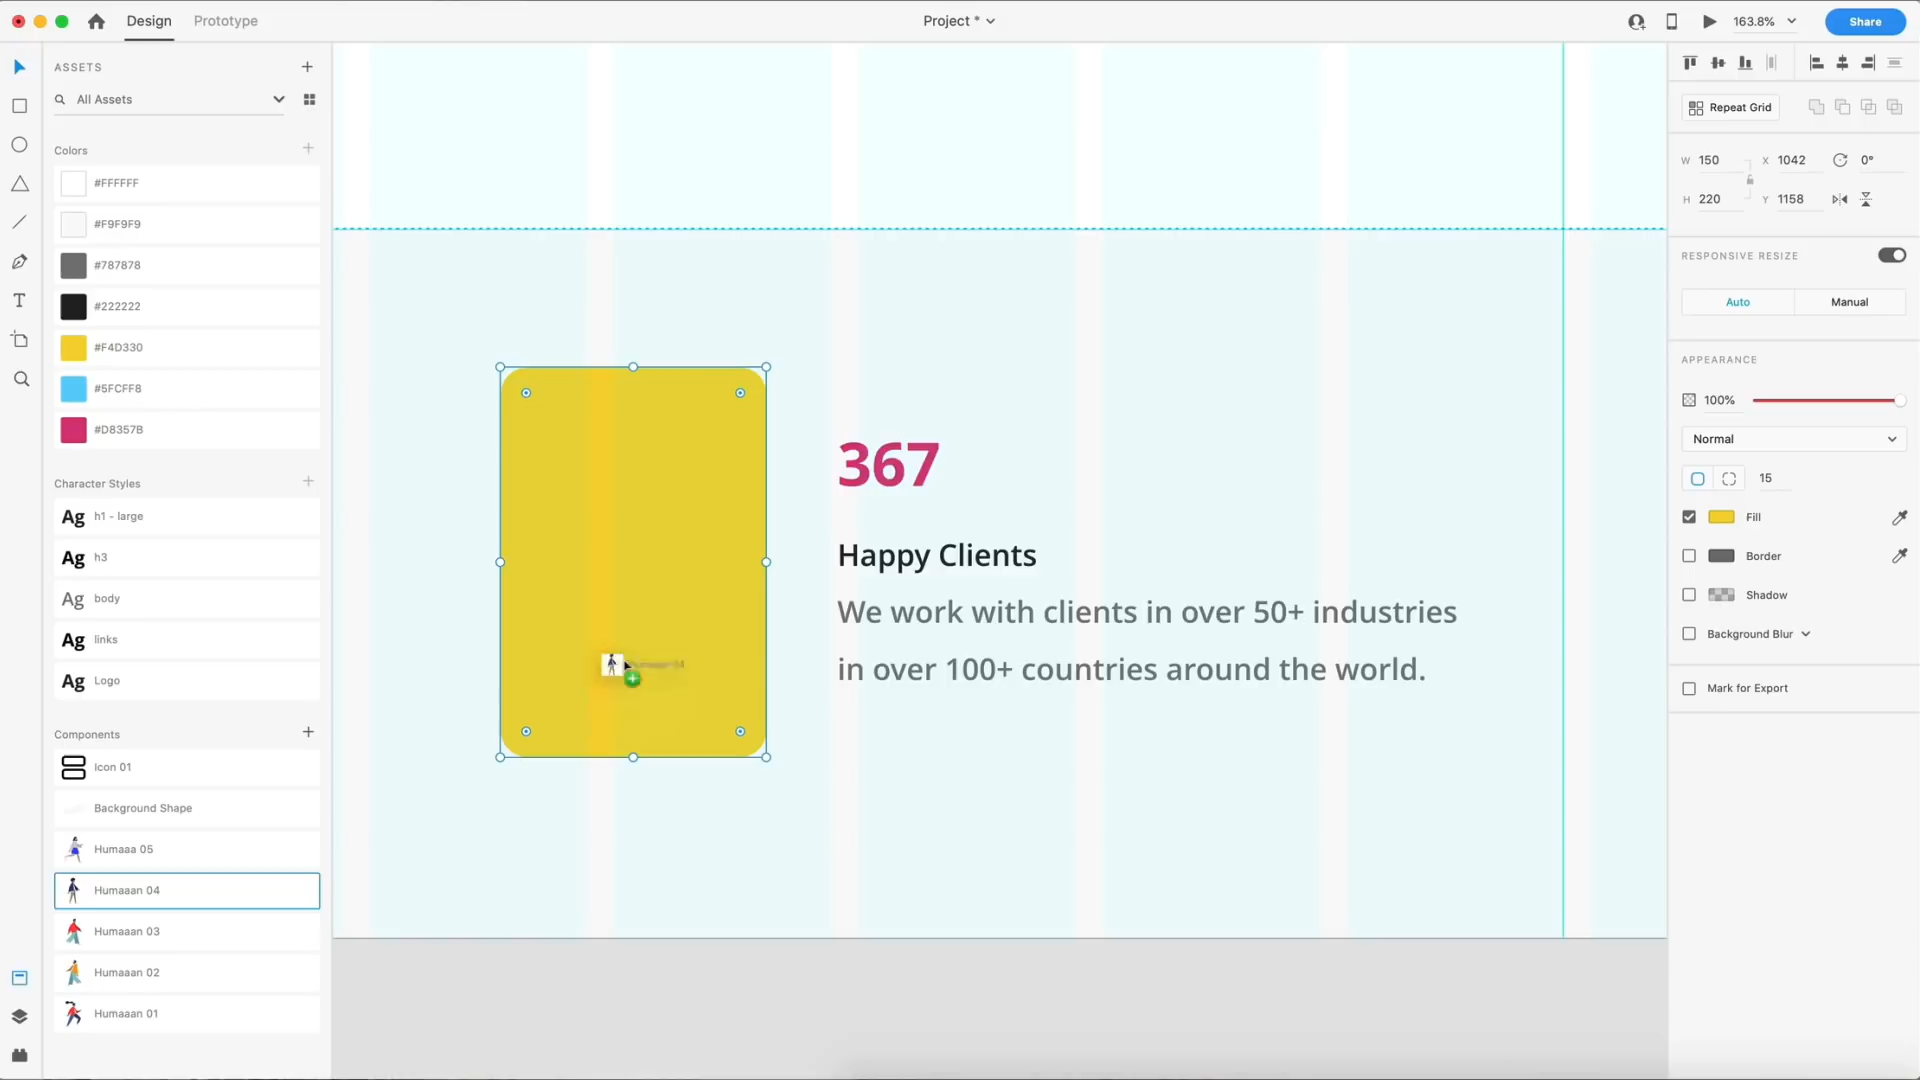 Design
Prototype
Project *
163.8%
Share
ASSETS
All Assets
Colors
#FFFFFF
#F9F9F9
#787878
#222222
#F4D330
#5FCFF8
#D8357B
Character Styles
Ag h1 - large
Ag h3
Ag body
Ag links
Ag Logo
Components
Icon 01
Background Shape
Humaaa 05
Humaaan 04
Humaaan 03
Humaaan 02
Humaaan 01
367
Happy Clients
We work with clients in over 50+ industries
in over 100+ countries around the world.
Repeat Grid
W 150 X 1042 0°
H 220 Y 1158
RESPONSIVE RESIZE
Auto Manual
APPEARANCE
100%
Normal
15
Fill
Border
Shadow
Background Blur
Mark for Export